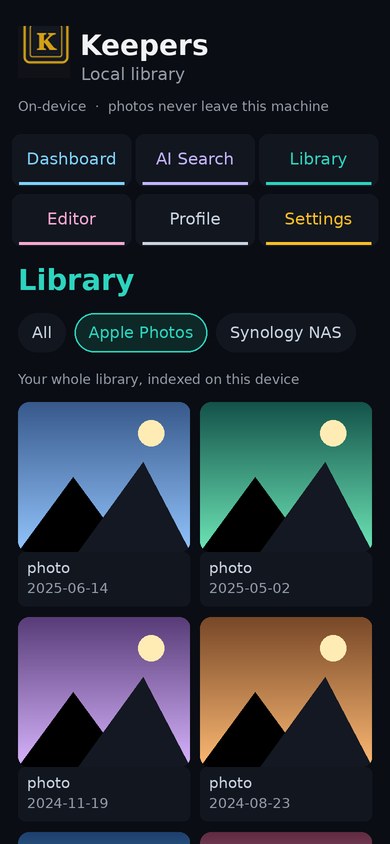 K
Keepers
Local library
On-device · photos never leave this machine
Dashboard
AI Search
Library
Editor
Profile
Settings
Library
All
Apple Photos
Synology NAS
Your whole library, indexed on this device
photo
2025-06-14
photo
2025-05-02
photo
2024-11-19
photo
2024-08-23